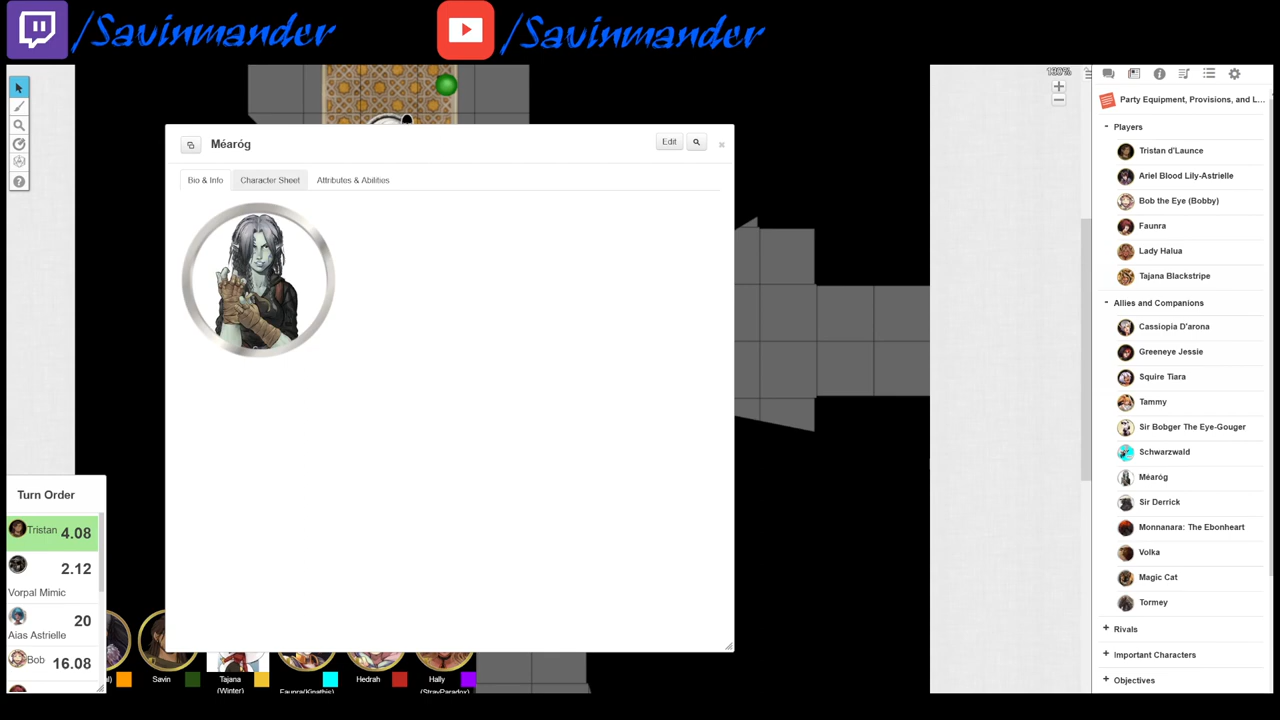 /Savinmander
/Savinmander
130%
Party Equipment, Provisions, and L...
Players
Tristan d'Launce
Ariel Blood Lily-Astrielle
Bob the Eye (Bobby)
Faunra
Lady Halua
Tajana Blackstripe
Allies and Companions
Cassiopia D'arona
Greeneye Jessie
Squire Tiara
Tammy
Sir Bobger The Eye-Gouger
Schwarzwald
Méaróg
Sir Derrick
Monnanara: The Ebonheart
Volka
Magic Cat
Tormey
Rivals
Important Characters
Objectives
Méaróg
Edit
Bio & Info
Character Sheet
Attributes & Abilities
Turn Order
Tristan 4.08
2.12
Vorpal Mimic
20
Aias Astrielle
Bob 16.08
Savin
Tajana
(Winter)
Faunra(Kinathis)
Hedrah
Hally
(StrayParadox)